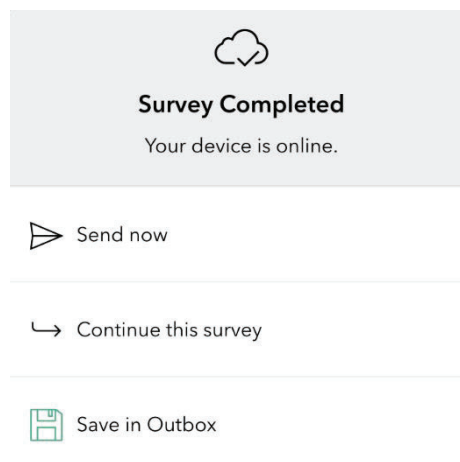 Survey Completed
Your device is online.
Send now
Continue this survey
Save in Outbox